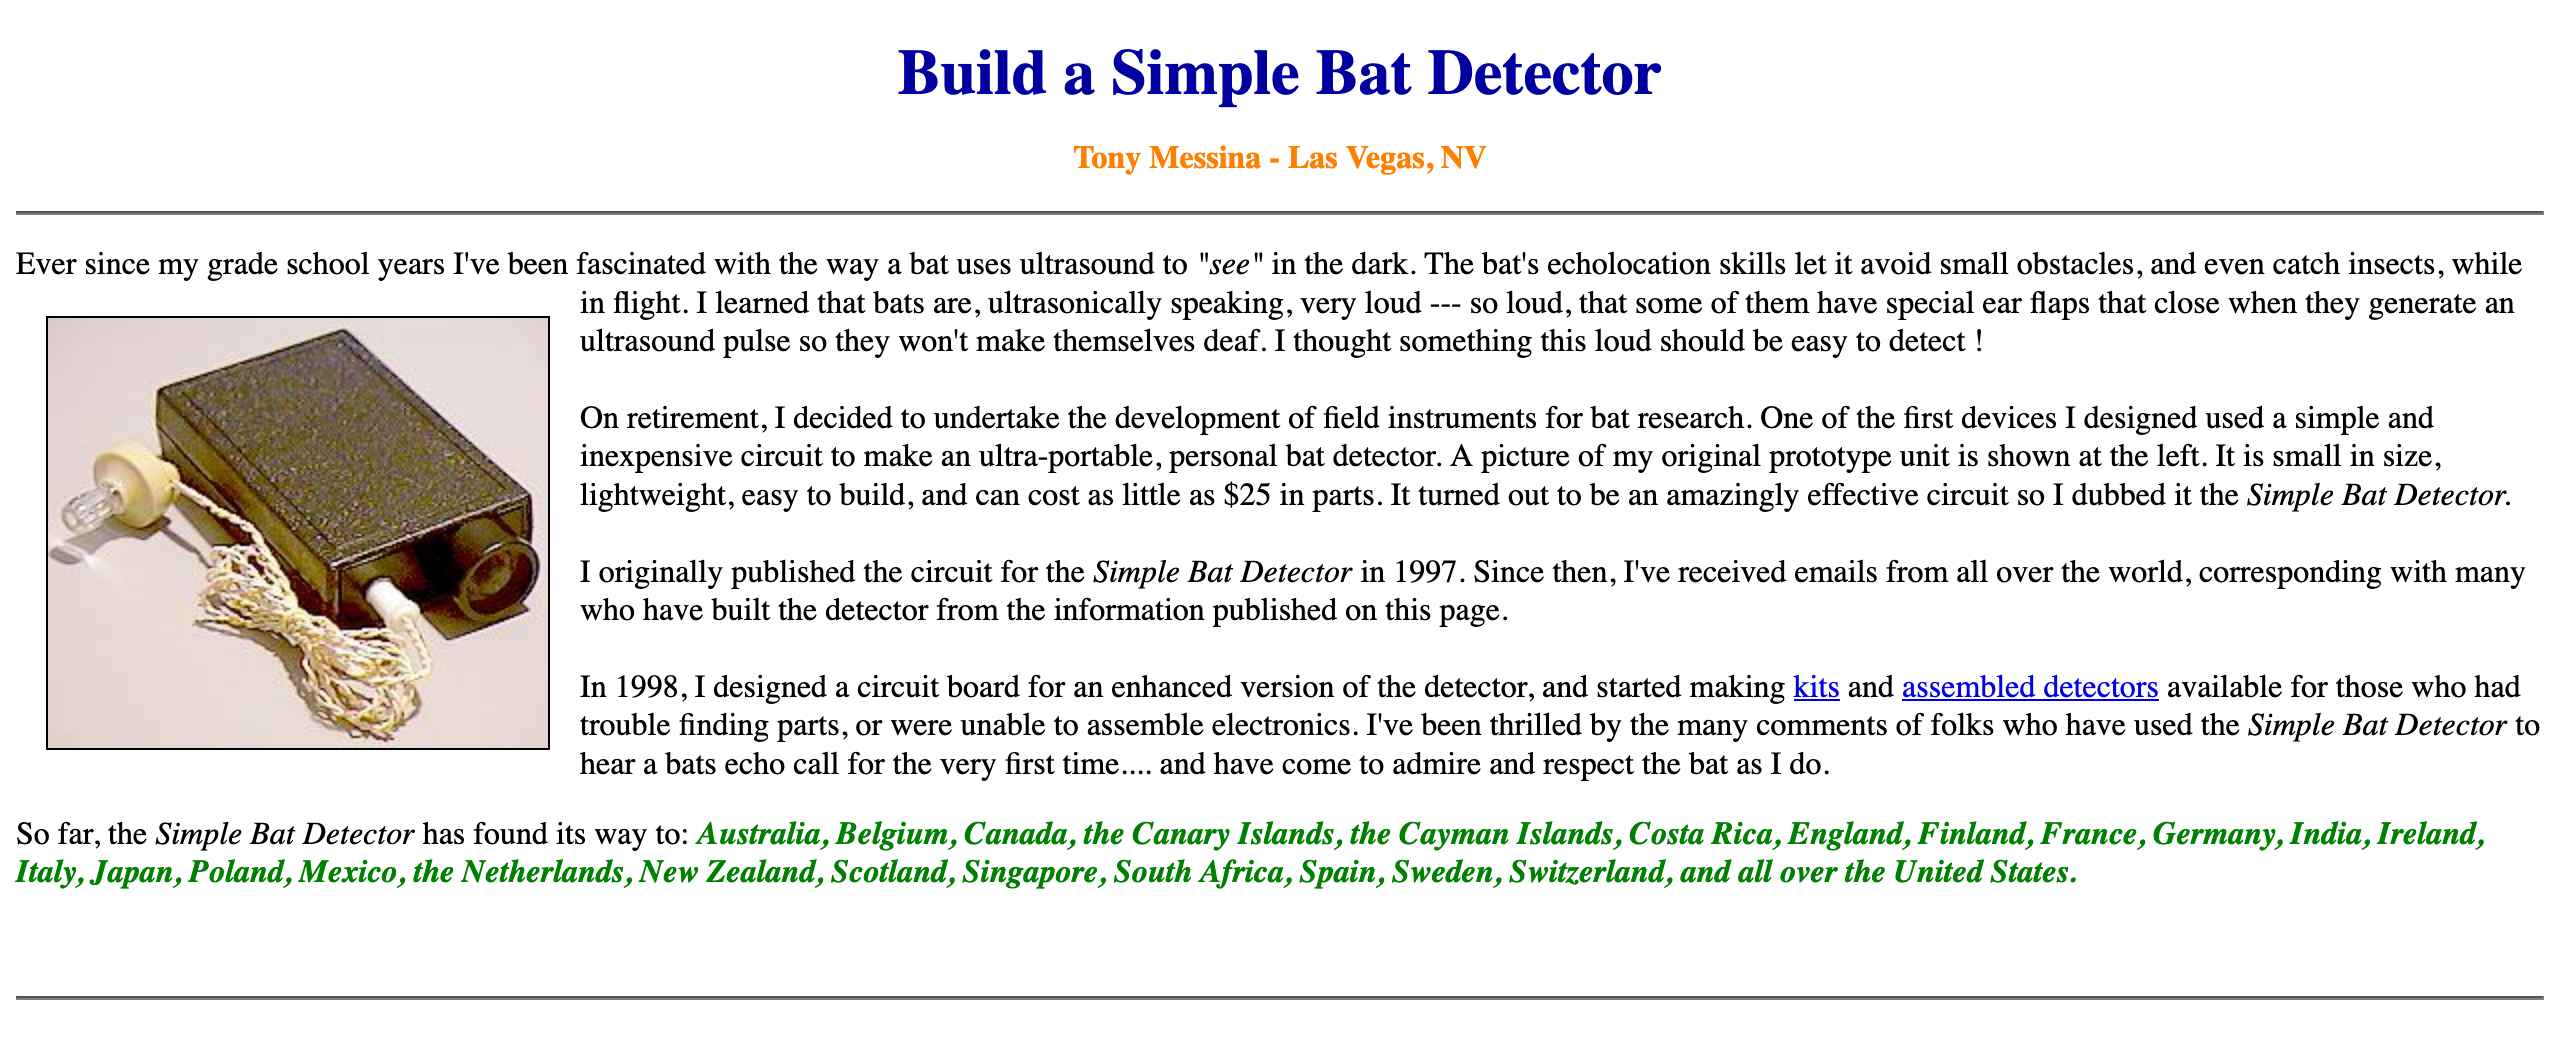 Build a Simple Bat Detector
Tony Messina - Las Vegas, NV
Ever since my grade school years I've been fascinated with the way a bat uses ultrasound to "see" in the dark. The bat's echolocation skills let it avoid small obstacles, and even catch insects, while
in flight. I learned that bats are, ultrasonically speaking, very loud --- so loud, that some of them have special ear flaps that close when they generate an
ultrasound pulse so they won't make themselves deaf. I thought something this loud should be easy to detect !
On retirement, I decided to undertake the development of field instruments for bat research. One of the first devices I designed used a simple and
inexpensive circuit to make an ultra-portable, personal bat detector. A picture of my original prototype unit is shown at the left. It is small in size,
lightweight, easy to build, and can cost as little as $25 in parts. It turned out to be an amazingly effective circuit so I dubbed it the Simple Bat Detector.
I originally published the circuit for the Simple Bat Detector in 1997. Since then, I've received emails from all over the world, corresponding with many
who have built the detector from the information published on this page.
In 1998, I designed a circuit board for an enhanced version of the detector, and started making kits and assembled detectors available for those who had
trouble finding parts, or were unable to assemble electronics. I've been thrilled by the many comments of folks who have used the Simple Bat Detector to
hear a bats echo call for the very first time.... and have come to admire and respect the bat as I do.
So far, the Simple Bat Detector has found its way to: Australia, Belgium, Canada, the Canary Islands, the Cayman Islands, Costa Rica, England, Finland, France, Germany, India, Ireland,
Italy, Japan, Poland, Mexico, the Netherlands, New Zealand, Scotland, Singapore, South Africa, Spain, Sweden, Switzerland, and all over the United States.